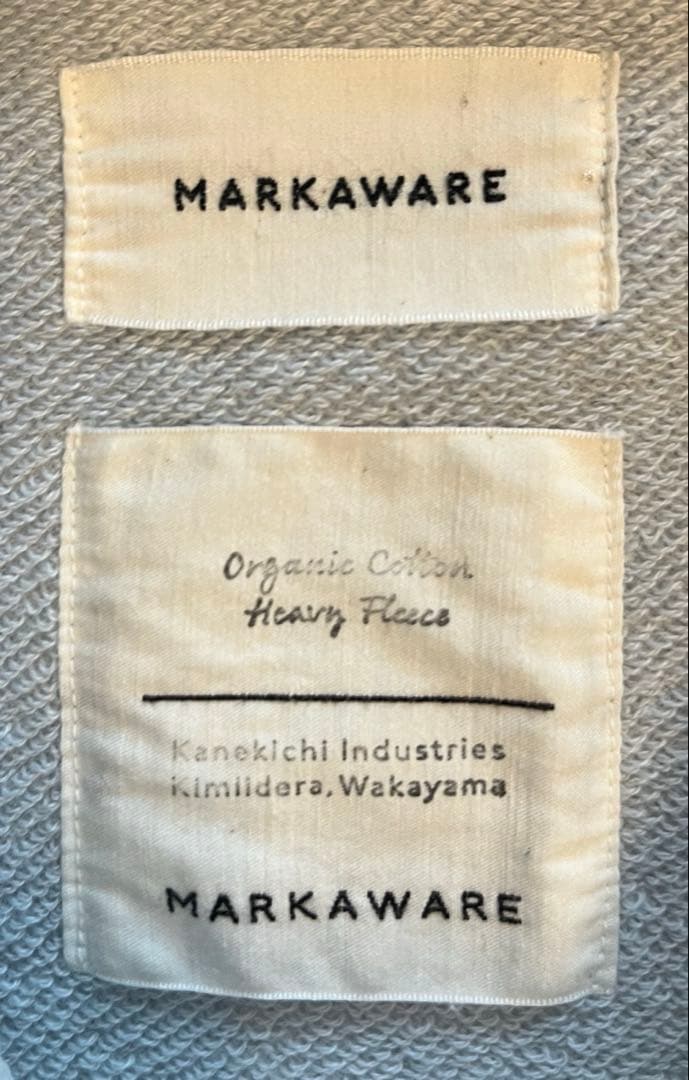 MARKAWARE
Organic Cotton
Heavy Fleece
Kanekichi Industries
Kimiidera, Wakayama
MARKAWARE